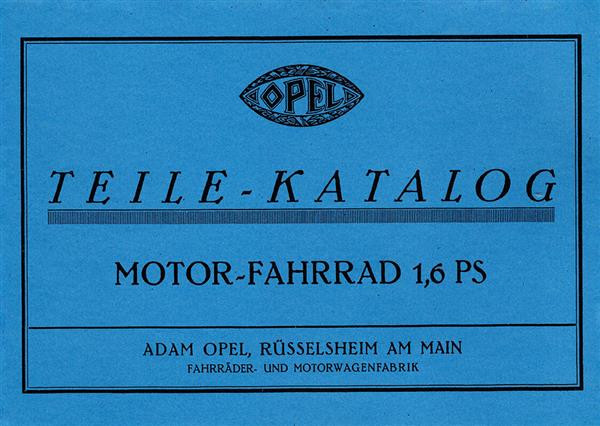 OPEL
TEILE-KATALOG
MOTOR-FAHRRAD 1,6 PS
ADAM OPEL, RÜSSELSHEIM AM MAIN
FAHRRÄDER- UND MOTORWAGENFABRIK